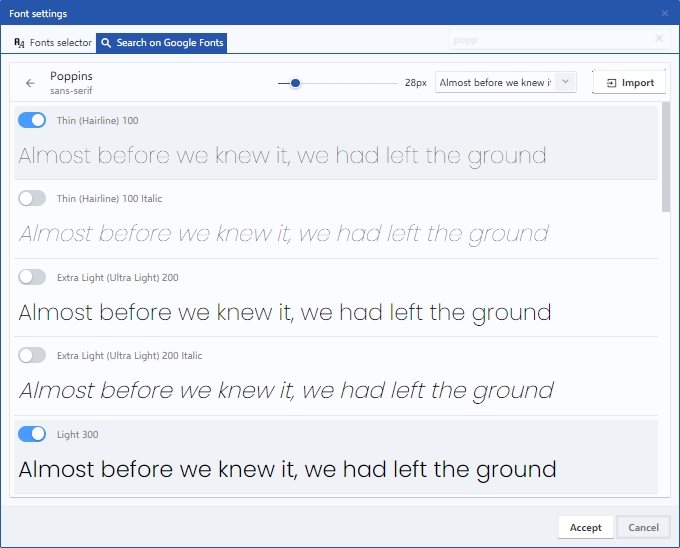 Font settings
Fonts selector
Search on Google Fonts
popp
Poppins
sans-serif
28px
Almost before we knew it
Import
Thin (Hairline) 100
Almost before we knew it, we had left the ground
Thin (Hairline) 100 Italic
Almost before we knew it, we had left the ground
Extra Light (Ultra Light) 200
Almost before we knew it, we had left the ground
Extra Light (Ultra Light) 200 Italic
Almost before we knew it, we had left the ground
Light 300
Almost before we knew it, we had left the ground
Accept
Cancel